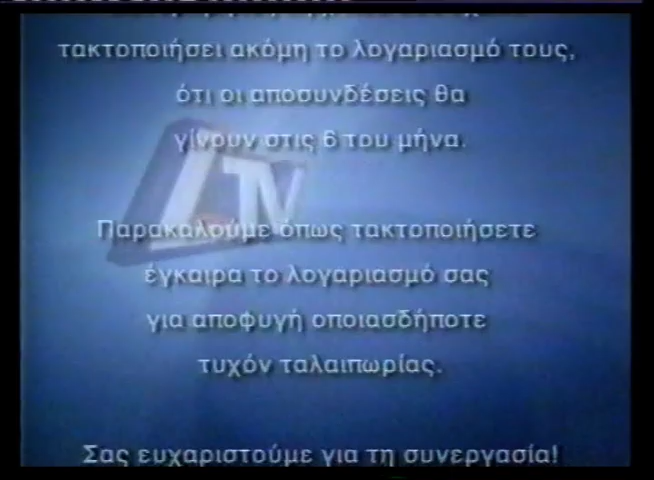 τακτοποιήσει ακόμη το λογαριασμό τους,
ότι οι αποσυνδέσεις θα
γίνουν στις 6 του μήνα.
LTV
Παρακαλούμε όπως τακτοποιήσετε
έγκαιρα το λογαριασμό σας
για αποφυγή οποιασδήποτε
τυχόν ταλαιπωρίας.
Σας ευχαριστούμε για τη συνεργασία!